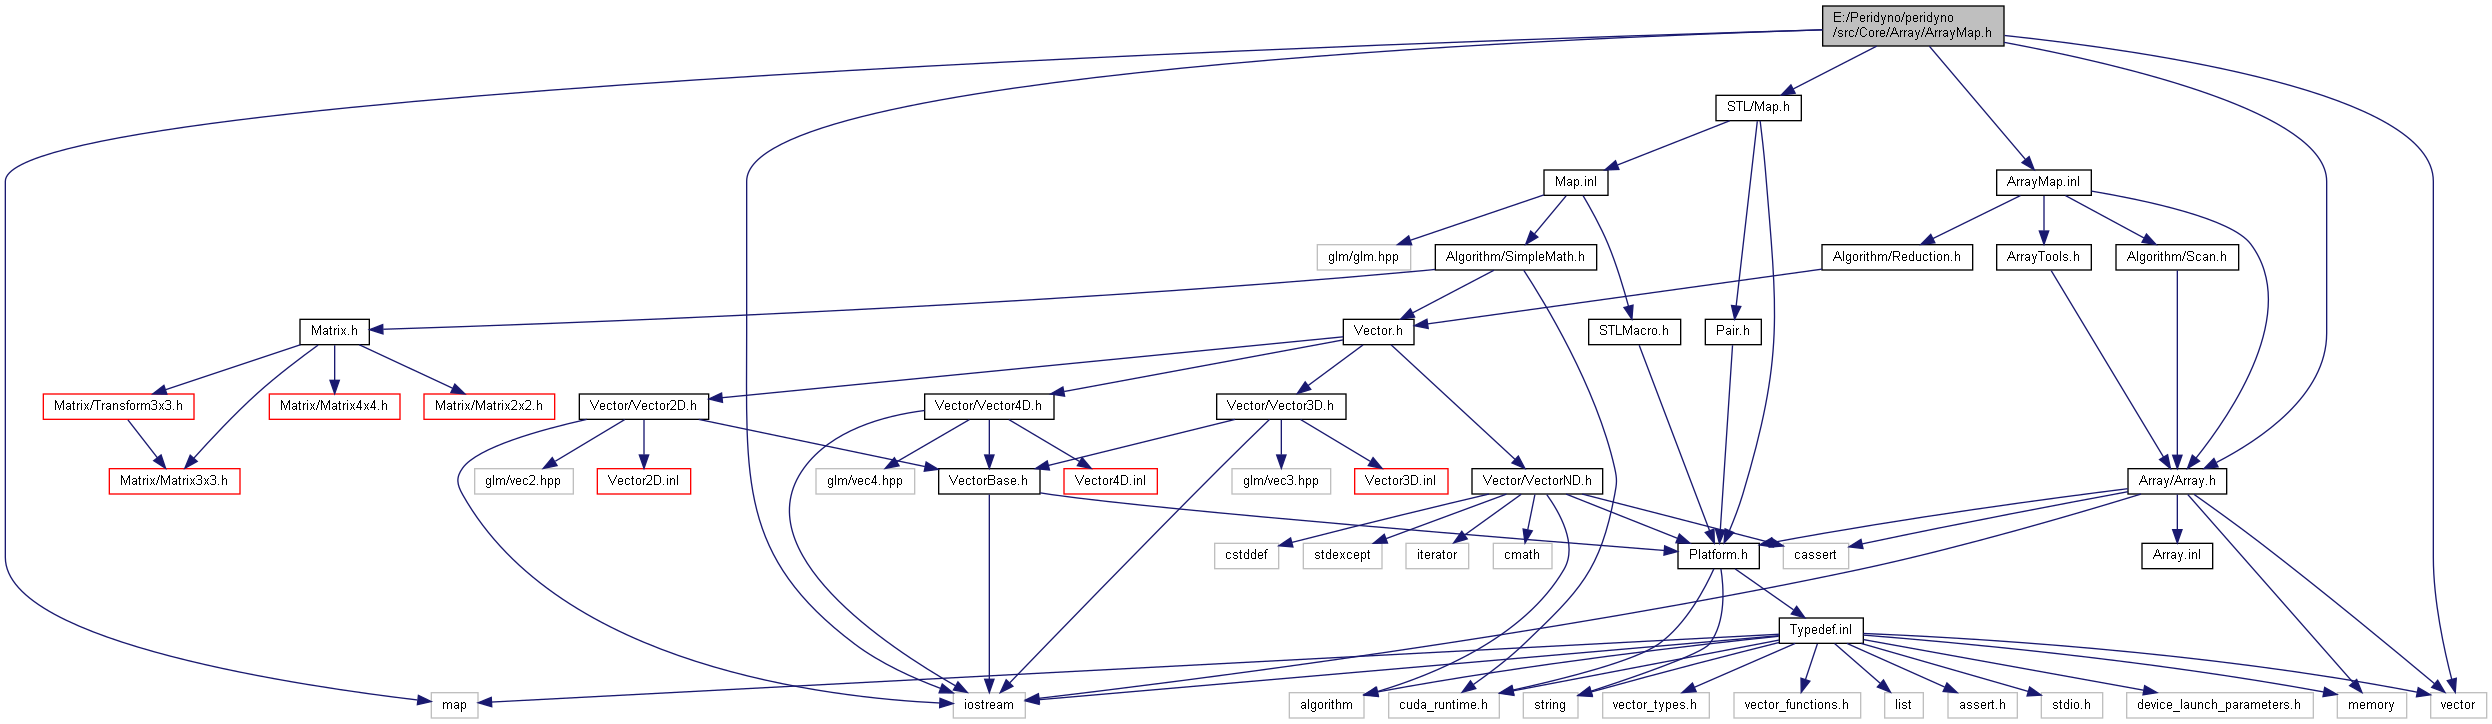 E:/Peridyno/peridyno
/src/Core/Array/ArrayMap.h
STL/Map.h
Map.inl
ArrayMap.inl
glm/glm.hpp
Algorithm/SimpleMath.h
Algorithm/Reduction.h
ArrayTools.h
Algorithm/Scan.h
Matrix.h
Vector.h
STLMacro.h
Pair.h
Matrix/Transform3x3.h
Matrix/Matrix4x4.h
Matrix/Matrix2x2.h
Vector/Vector2D.h
Vector/Vector4D.h
Vector/Vector3D.h
Matrix/Matrix3x3.h
glm/vec2.hpp
Vector2D.inl
glm/vec4.hpp
VectorBase.h
Vector4D.inl
glm/vec3.hpp
Vector3D.inl
Vector/VectorND.h
Array/Array.h
cstddef
stdexcept
iterator
cmath
Platform.h
cassert
Array.inl
Typedef.inl
map
iostream
algorithm
cuda_runtime.h
string
vector_types.h
vector_functions.h
list
assert.h
stdio.h
device_launch_parameters.h
memory
vector